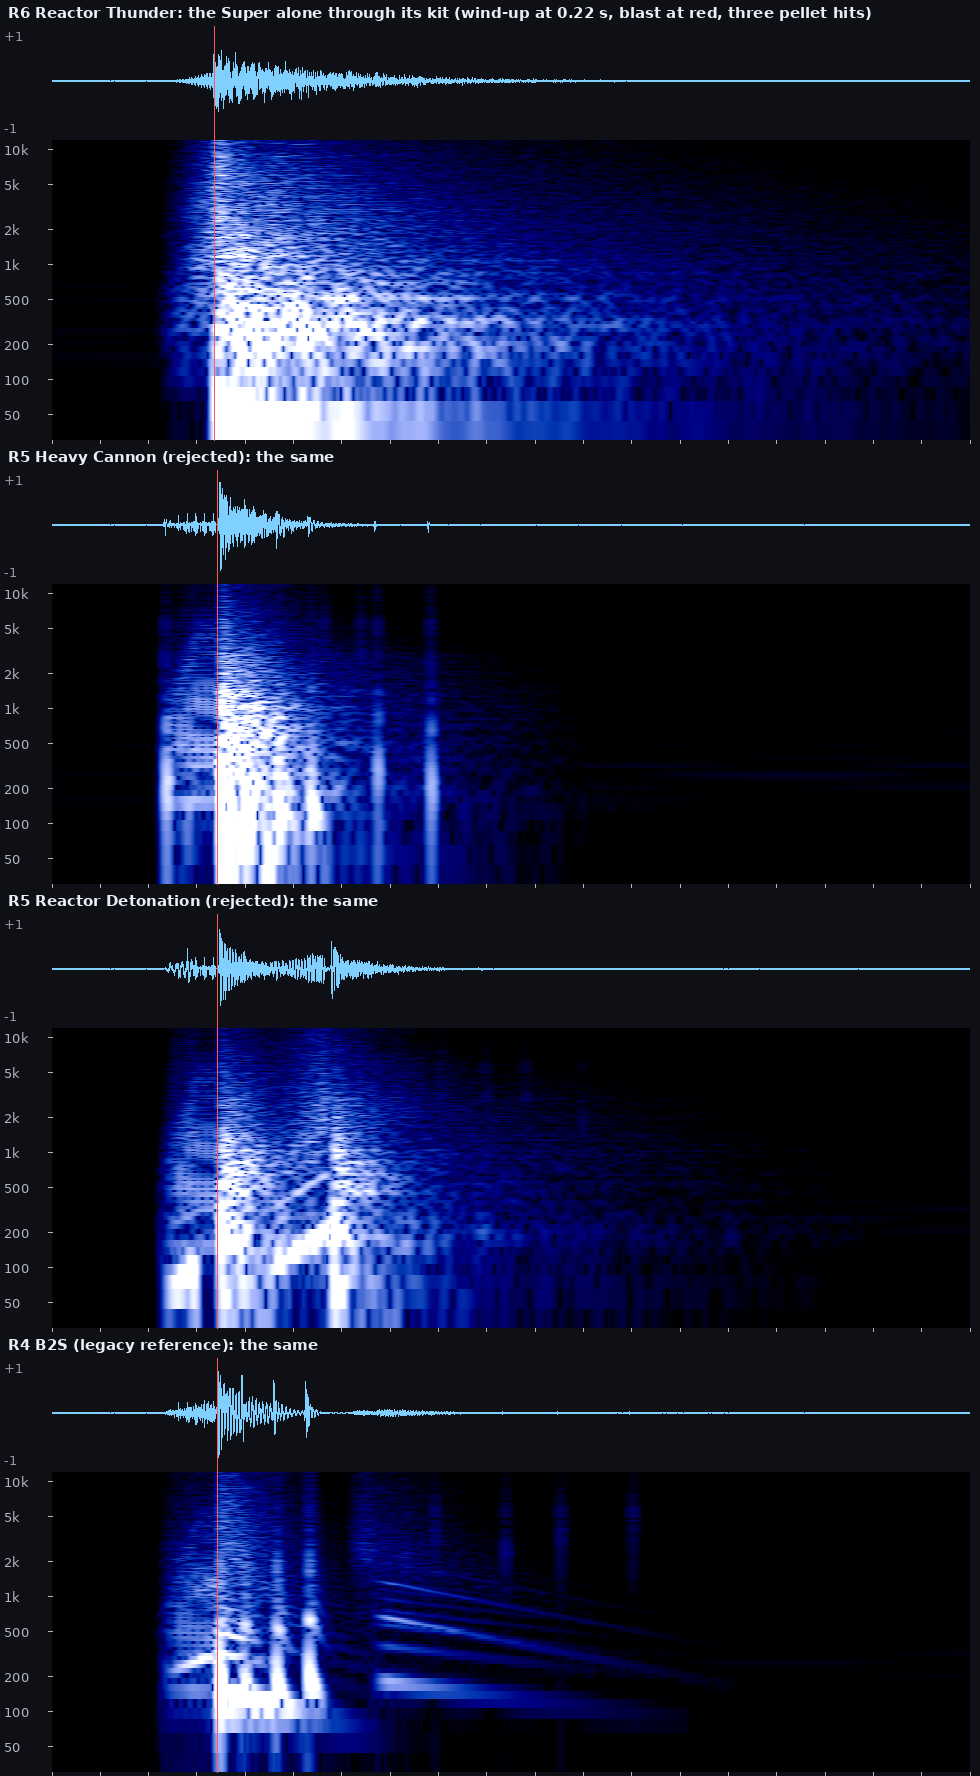 R6 Reactor Thunder: the Super alone through its kit (wind-up at 0.22 s, blast at red, three pellet hits)
+1
-1
10k
5k
2k
1k
500
200
100
50
R5 Heavy Cannon (rejected): the same
+1
-1
10k
5k
2k
1k
500
200
100
50
R5 Reactor Detonation (rejected): the same
+1
-1
10k
5k
2k
1k
500
200
100
50
R4 B2S (legacy reference): the same
+1
-1
10k
5k
2k
1k
500
200
100
50